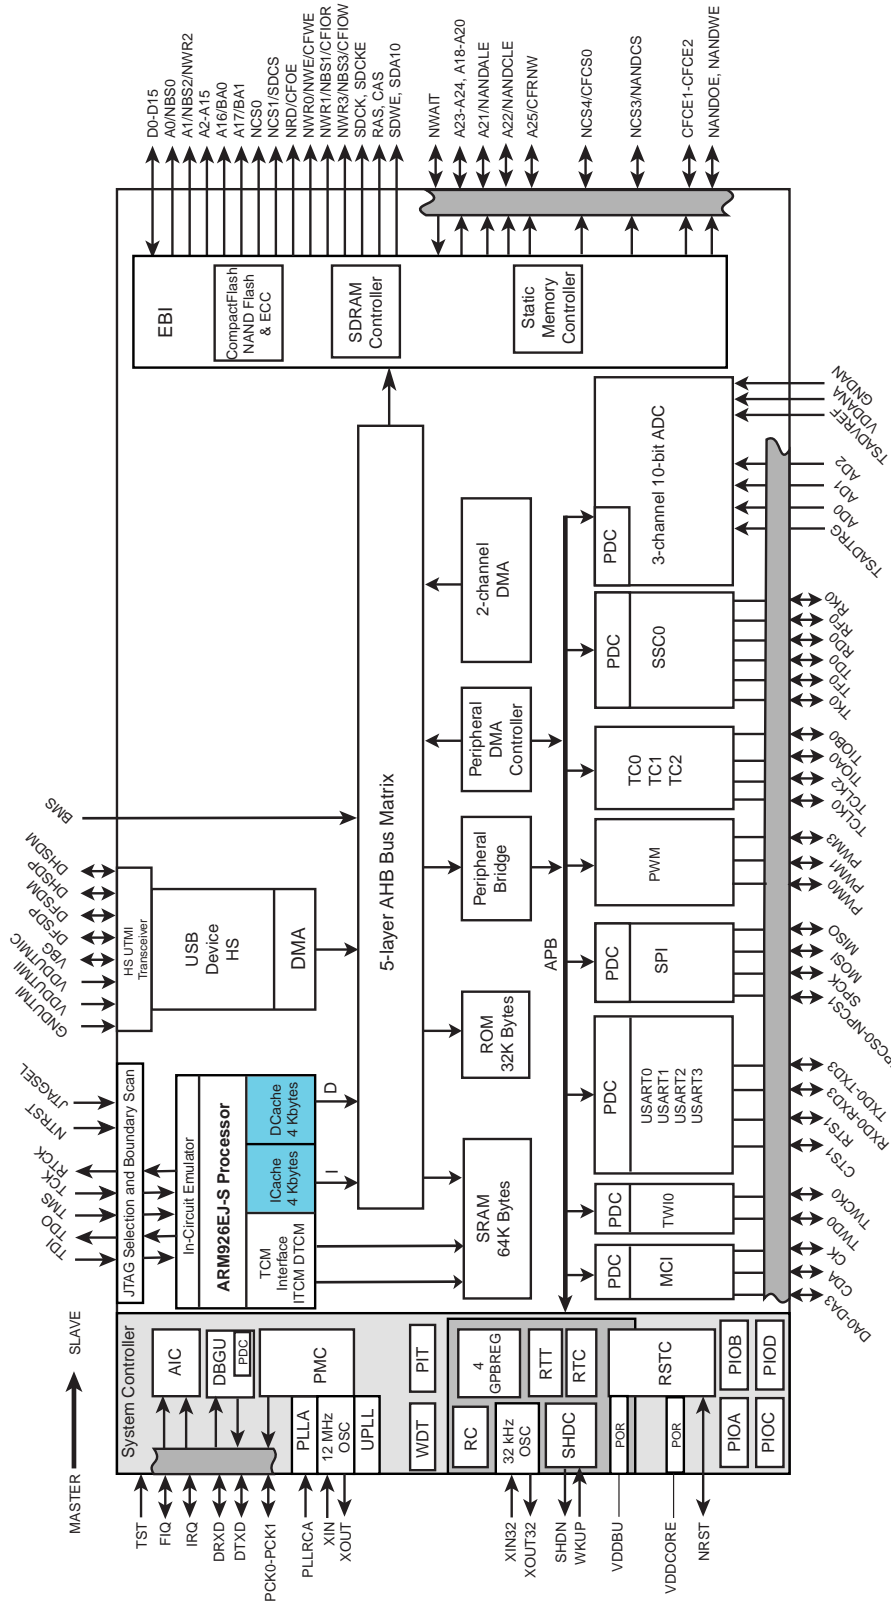 MASTER
SLAVE
TST
FIQ
IRQ
DRXD
DTXD
PCK0-PCK1
PLLRCA
XIN
XOUT
XIN32
XOUT32
SHDN
WKUP
VDDBU
VDDCORE
NRST
System Controller
AIC
DBGU
PDC
PMC
PLLA
12 MHz
OSC
UPLL
WDT
PIT
RC
4
GPBREG
32 kHz
OSC
RTT
RTC
SHDC
POR
RSTC
POR
PIOA
PIOB
PIOC
PIOD
TDI
TDO
TMS
TCK
RTCK
NTRST
JTAGSEL
JTAG Selection and Boundary Scan
In-Circuit Emulator
ARM926EJ-S Processor
TCM
Interface
ITCM DTCM
ICache
4 Kbytes
DCache
4 Kbytes
I
D
GNDUTMI
VDDUTMII
VDDUTMIC
VBG
DFSDP
DFSDM
DHSDP
DHSDM
HS UTMI
Transceiver
USB
Device
HS
DMA
BMS
5-layer AHB Bus Matrix
SRAM
64K Bytes
ROM
32K Bytes
Peripheral
Bridge
Peripheral
DMA
Controller
2-channel
DMA
EBI
CompactFlash
NAND Flash
& ECC
SDRAM
Controller
Static
Memory
Controller
D0-D15
A0/NBS0
A1/NBS2/NWR2
A2-A15
A16/BA0
A17/BA1
NCS0
NCS1/SDCS
NRD/CFOE
NWR0/NWE/CFWE
NWR1/NBS1/CFIOR
NWR3/NBS3/CFIOW
SDCK, SDCKE
RAS, CAS
SDWE, SDA10
NWAIT
A23-A24, A18-A20
A21/NANDALE
A22/NANDCLE
A25/CFRNW
NCS4/CFCS0
NCS3/NANDCS
CFCE1-CFCE2
NANDOE, NANDWE
APB
PDC
MCI
PDC
TWI0
PDC
USART0
USART1
USART2
USART3
PDC
SPI
PWM
TC0
TC1
TC2
PDC
SSC0
PDC
3-channel 10-bit ADC
DA0-DA3
CDA
CK
TWD0
TWCK0
CTS1
RTS1
RXD0-RXD3
TXD0-TXD3
SPCK
MOSI
MISO
PWM0
PWM1
PWM3
TCLK0
TCLK2
TIOA0
TIOB0
TK0
TF0
TD0
RD0
RF0
RK0
TSADTRG
AD0
AD1
AD2
TSADVREF
VDDANA
GNDAN